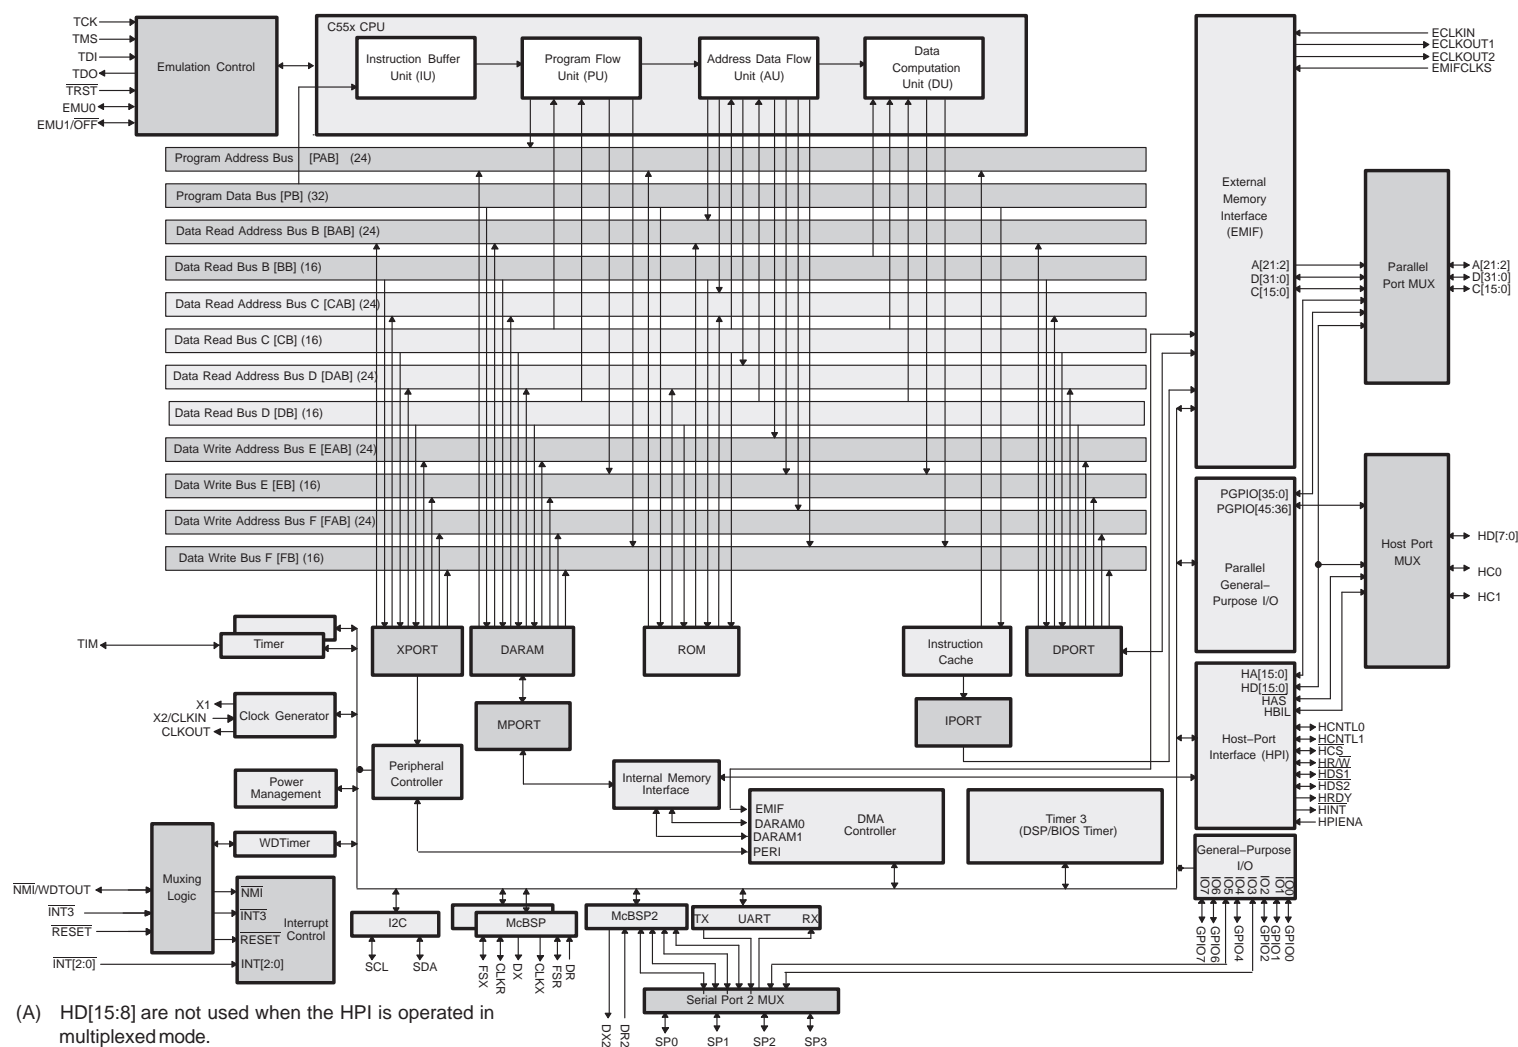 TCK
TMS
TDI
TDO
TRST
EMU0
EMU1/OFF
Emulation Control
C55x CPU
Instruction Buffer
Unit (IU)
Program Flow
Unit (PU)
Address Data Flow
Unit (AU)
Data
Computation
Unit (DU)
ECLKIN
ECLKOUT1
ECLKOUT2
EMIFCLKS
External
Memory
Interface
(EMIF)
A[21:2]
D[31:0]
C[15:0]
Parallel
Port MUX
A[21:2]
D[31:0]
C[15:0]
Program Address Bus [PAB] (24)
Program Data Bus [PB] (32)
Data Read Address Bus B [BAB] (24)
Data Read Bus B [BB] (16)
Data Read Address Bus C [CAB] (24)
Data Read Bus C [CB] (16)
Data Read Address Bus D [DAB] (24)
Data Read Bus D [DB] (16)
Data Write Address Bus E [EAB] (24)
Data Write Bus E [EB] (16)
Data Write Address Bus F [FAB] (24)
Data Write Bus F [FB] (16)
PGPIO[35:0]
PGPIO[45:36]
Parallel
General–
Purpose I/O
Host Port
MUX
HD[7:0]
HC0
HC1
TIM
Timer
XPORT
DARAM
ROM
Instruction
Cache
DPORT
HA[15:0]
HD[15:0]
HAS
HBIL
Host–Port
Interface (HPI)
HCNTL0
HCNTL1
HCS
HR/W
HDS1
HDS2
HRDY
HINT
HPIENA
X1
X2/CLKIN
CLKOUT
Clock Generator
MPORT
IPORT
Power
Management
Peripheral
Controller
Internal Memory
Interface
EMIF
DARAM0
DARAM1
PERI
DMA
Controller
Timer 3
(DSP/BIOS Timer)
WDTimer
Muxing
Logic
NMI/WDTOUT
INT3
RESET
INT[2:0]
NMI
INT3
RESET
INT[2:0]
Interrupt
Control
General–Purpose
I/O
IO7
IO6
IO5
IO4
IO3
IO2
IO1
IO0
GPIO7
GPIO6
GPIO4
GPIO2
GPIO1
GPIO0
I2C
SCL
SDA
McBSP
FSX
CLKR
DX
CLKX
FSR
DR
McBSP2
DX2
DR2
TX UART RX
Serial Port 2 MUX
SP0
SP1
SP2
SP3
(A) HD[15:8] are not used when the HPI is operated in
multiplexed mode.